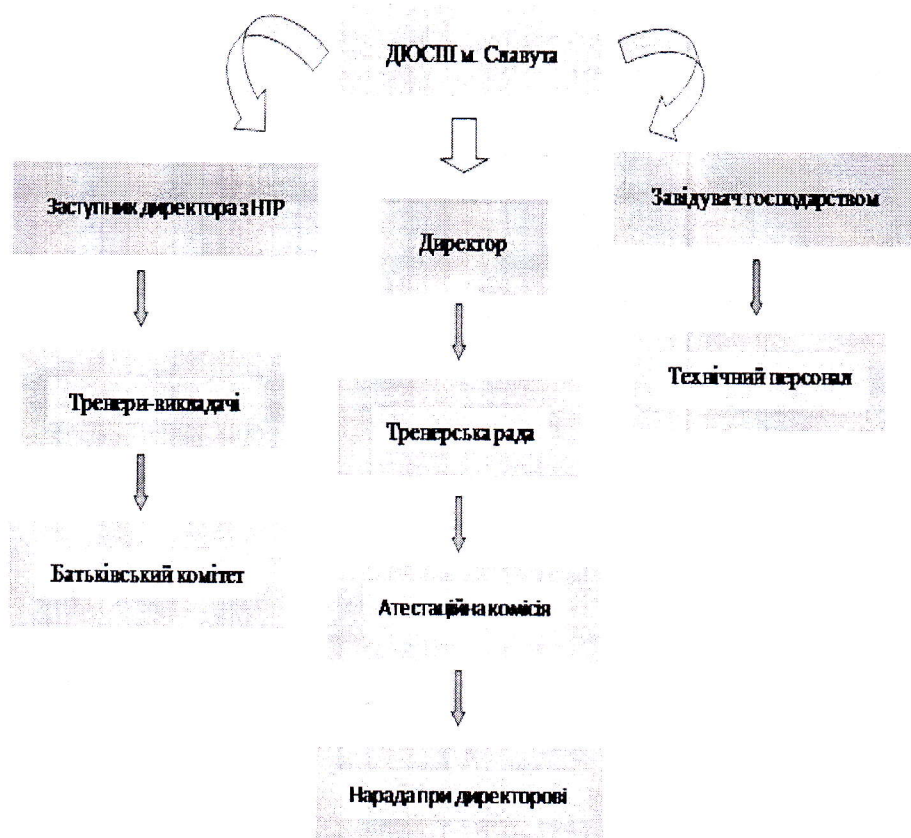 ДЮСШ м. Славута
Заступник директора з НПР
Директор
Завідувач господарством
Тренери-викладачі
Тренерська рада
Технічний персонал
Батьківський комітет
Атестаційна комісія
Нарада при директорові